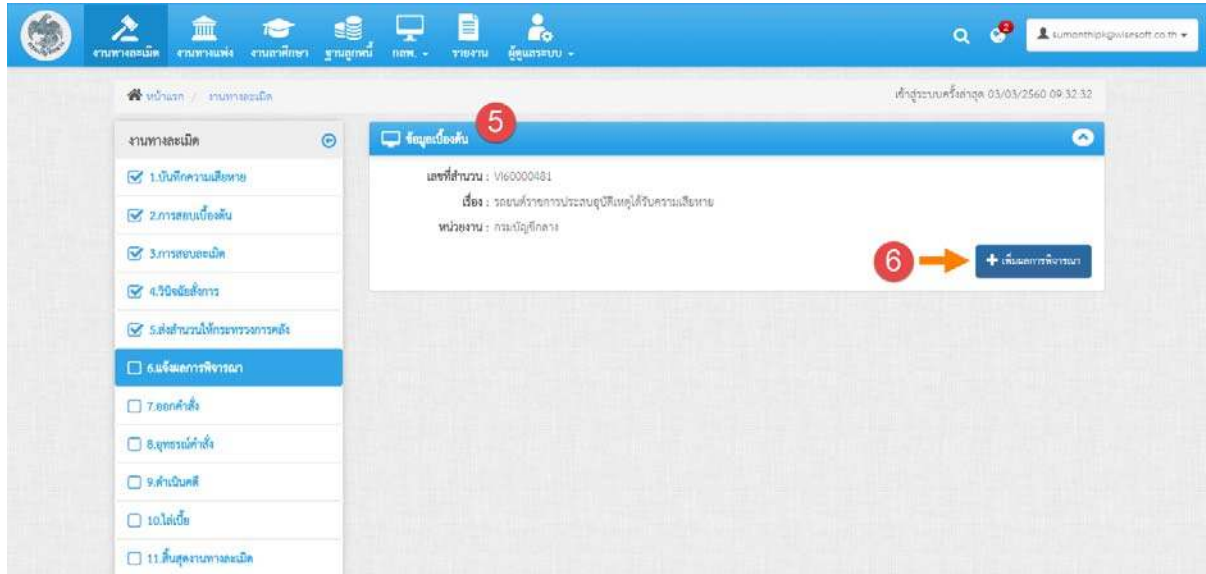 งานทางละเมิด งานทางแพ่ง งานอาศึกษา ฐานลูกหนี้ กลพ. รายงาน ผู้ดูแลระบบ
2
sumonthipk@wisesoft.co.th
หน้าแรก / งานทางละเมิด
เข้าสู่ระบบครั้งล่าสุด 03/03/2560 09:32:32
งานทางละเมิด
1.บันทึกความเสียหาย
2.การสอบเบื้องต้น
3.การสอบละเมิด
4.วินิจฉัยสั่งการ
5.ส่งสำนวนให้กระทรวงการคลัง
6.แจ้งผลการพิจารณา
7.ออกคำสั่ง
8.อุทธรณ์คำสั่ง
9.ดำเนินคดี
10.ไล่เบี้ย
11.สิ้นสุดงานทางละเมิด
ข้อมูลเบื้องต้น
5
เลขที่สำนวน : VI60000481
เรื่อง : รถยนต์ราชการประสบอุบัติเหตุได้รับความเสียหาย
หน่วยงาน : กรมบัญชีกลาง
6
เพิ่มผลการพิจารณา